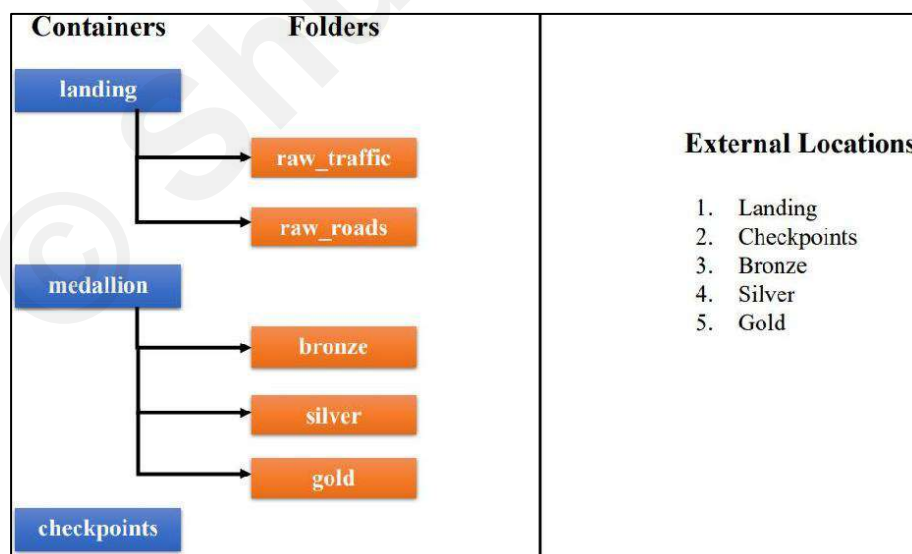 Containers
Folders
landing
raw_traffic
raw_roads
medallion
bronze
silver
gold
checkpoints
External Locations
1. Landing
2. Checkpoints
3. Bronze
4. Silver
5. Gold